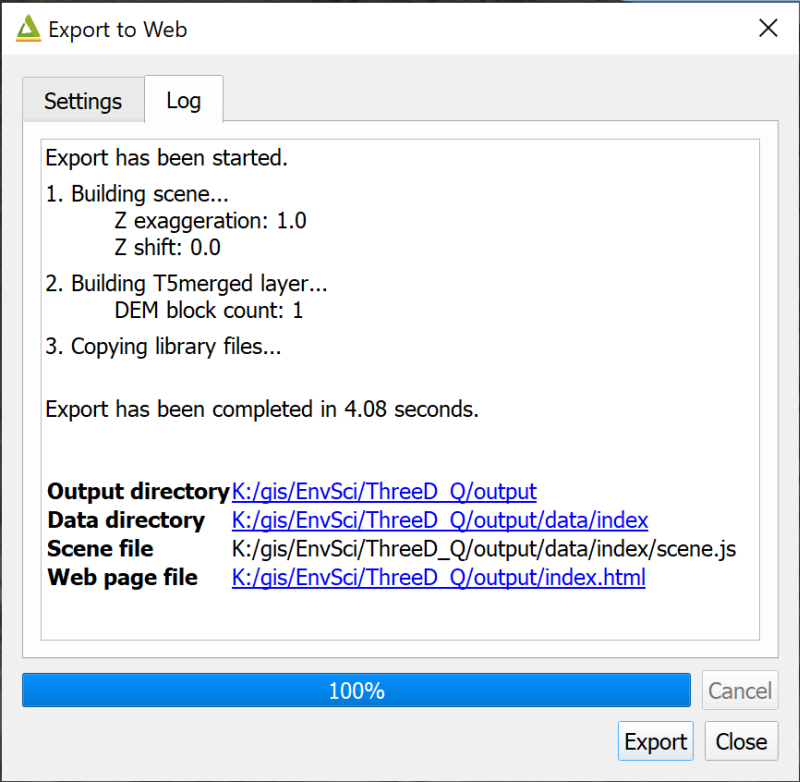 Export to Web
Settings
Log
Export has been started.
1. Building scene...
Z exaggeration: 1.0
Z shift: 0.0
2. Building T5merged layer...
DEM block count: 1
3. Copying library files...
Export has been completed in 4.08 seconds.
Output directory K:/gis/EnvSci/ThreeD_Q/output
Data directory K:/gis/EnvSci/ThreeD_Q/output/data/index
Scene file K:/gis/EnvSci/ThreeD_Q/output/data/index/scene.js
Web page file K:/gis/EnvSci/ThreeD_Q/output/index.html
100%
Cancel
Export
Close